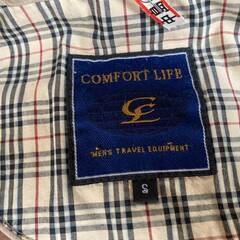 COMFORT LIFE
CL
MEN'S TRAVEL EQUIPMENT
S